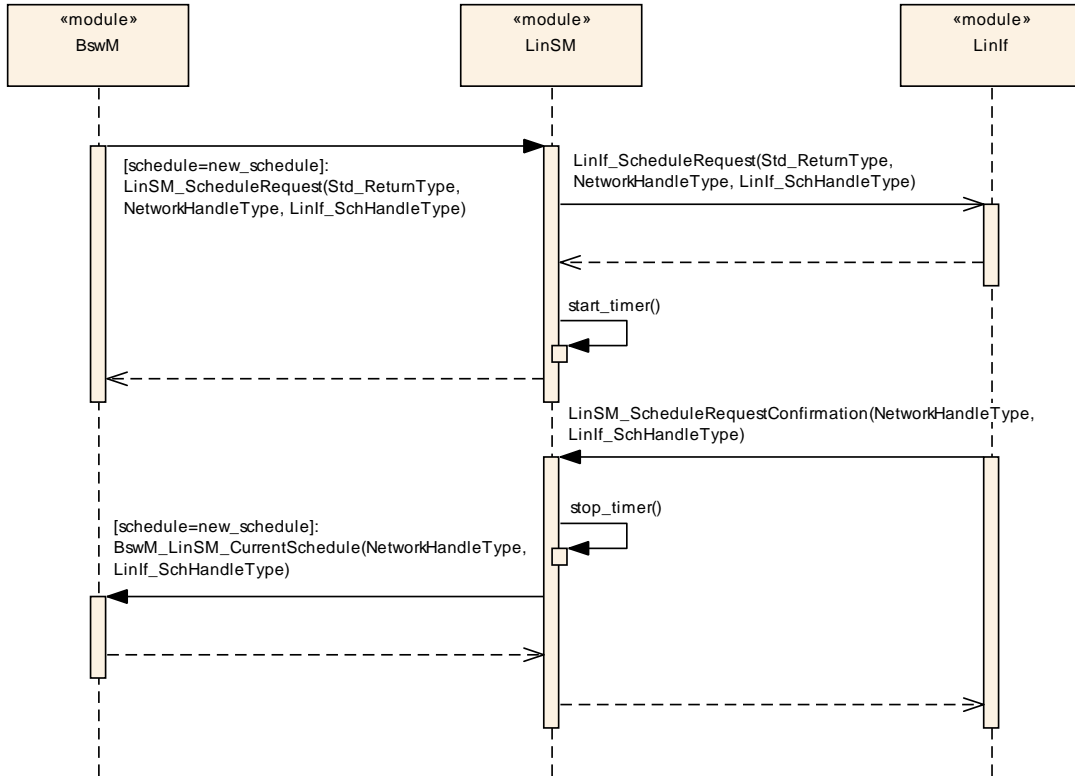 «module»
BswM
«module»
LinSM
«module»
LinIf
[schedule=new_schedule]:
LinSM_ScheduleRequest(Std_ReturnType,
NetworkHandleType, LinIf_SchHandleType)
LinIf_ScheduleRequest(Std_ReturnType,
NetworkHandleType, LinIf_SchHandleType)
start_timer()
LinSM_ScheduleRequestConfirmation(NetworkHandleType,
LinIf_SchHandleType)
stop_timer()
[schedule=new_schedule]:
BswM_LinSM_CurrentSchedule(NetworkHandleType,
LinIf_SchHandleType)